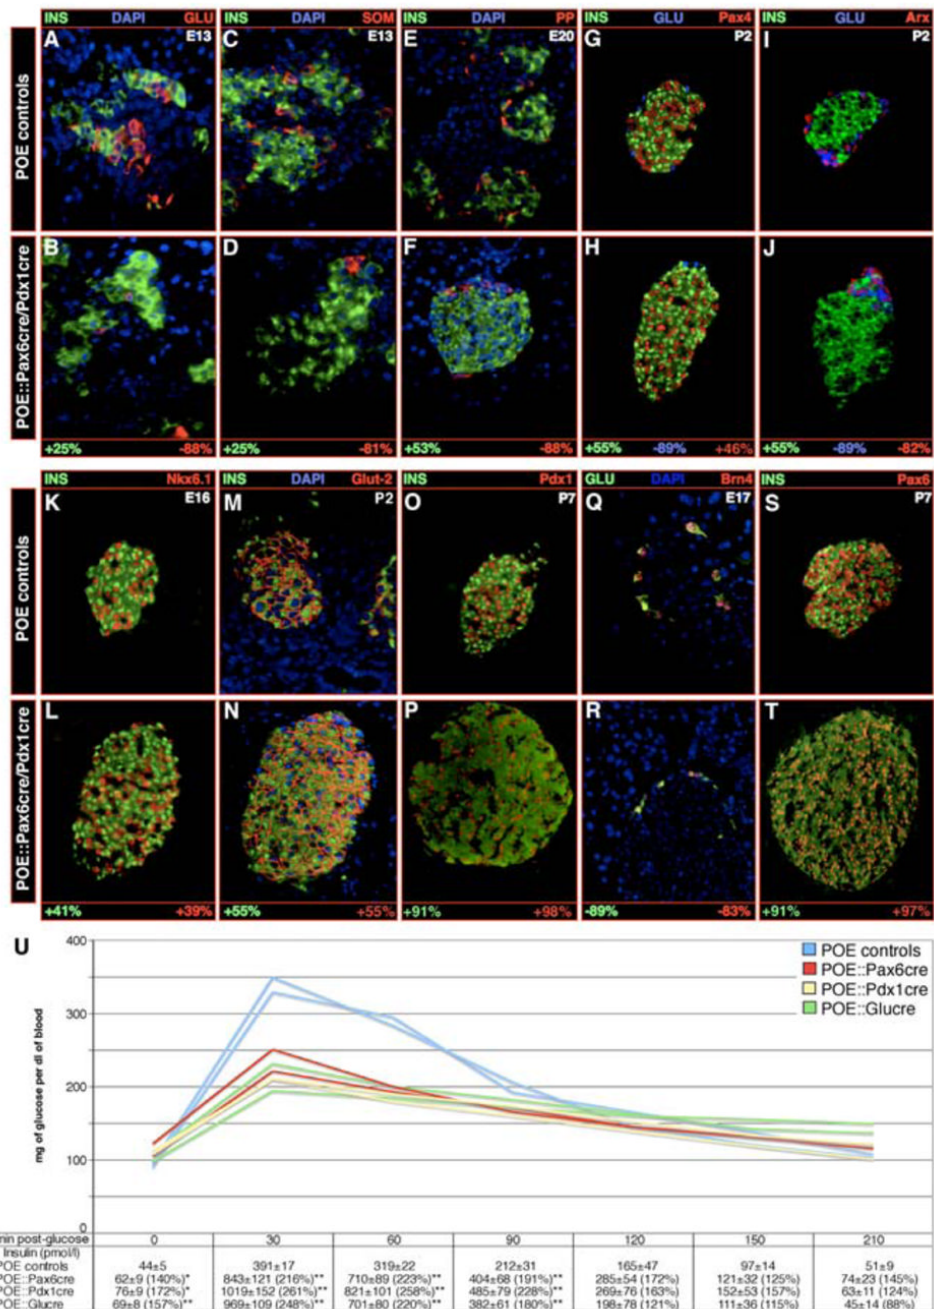 INS DAPI GLU INS DAPI SOM INS DAPI PP INS GLU Pax4 INS GLU Arx
A E13 C E13 E E20 G P2 I P2
POE controls
B D F H J
POE::Pax6cre/Pdx1cre
+25% -88% +25% -81% +53% -88% +55% -89% +46% +55% -89% -82%
INS Nkx6.1 INS DAPI Glut-2 INS Pdx1 GLU DAPI Brn4 INS Pax6
K E16 M P2 O P7 Q E17 S P7
POE controls
L N P R T
POE::Pax6cre/Pdx1cre
+41% +39% +55% +55% +91% +98% -89% -83% +91% +97%
U
400
300
200
100
0
mg of glucose per dl of blood
POE controls
POE::Pax6cre
POE::Pdx1cre
POE::Glucre
min post-glucose 0 30 60 90 120 150 210
Insulin (pmol/l)
POE controls 44±5 391±17 319±22 212±31 165±47 97±14 51±9
POE::Pax6cre 62±9 (140%)* 843±121 (216%)** 710±89 (223%)** 404±68 (191%)** 285±54 (172%) 121±32 (125%) 74±23 (145%)
POE::Pdx1cre 76±9 (172%)* 1019±152 (261%)** 821±101 (258%)** 485±79 (228%)** 269±76 (163%) 152±53 (157%) 63±11 (124%)
POE::Glucre 69±8 (157%)** 969±109 (248%)** 701±80 (220%)** 382±61 (180%)** 198±78 (121%) 111±36 (115%) 45±14 (88%)